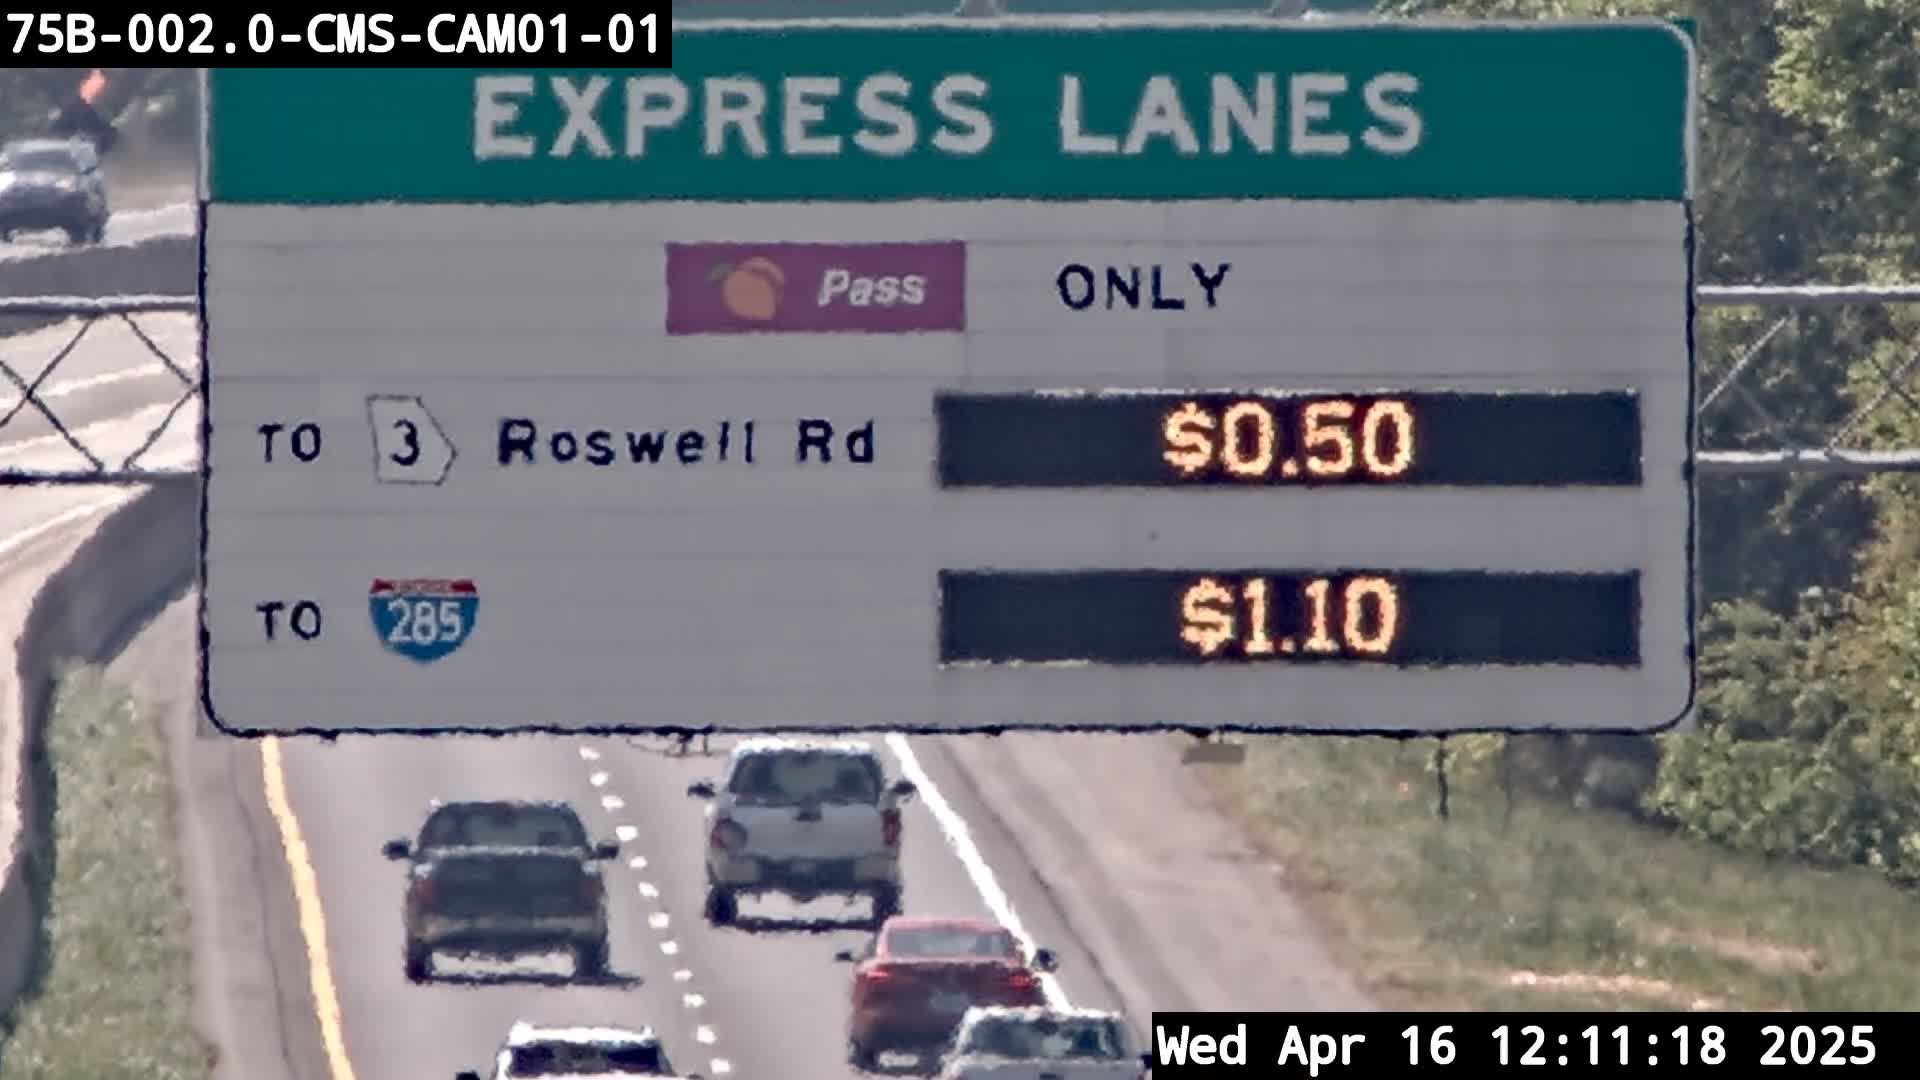 75B-002.0-CMS-CAM01-01
EXPRESS LANES
Pass ONLY
TO 3 Roswell Rd $0.50
TO 285 $1.10
Wed Apr 16 12:11:18 2025